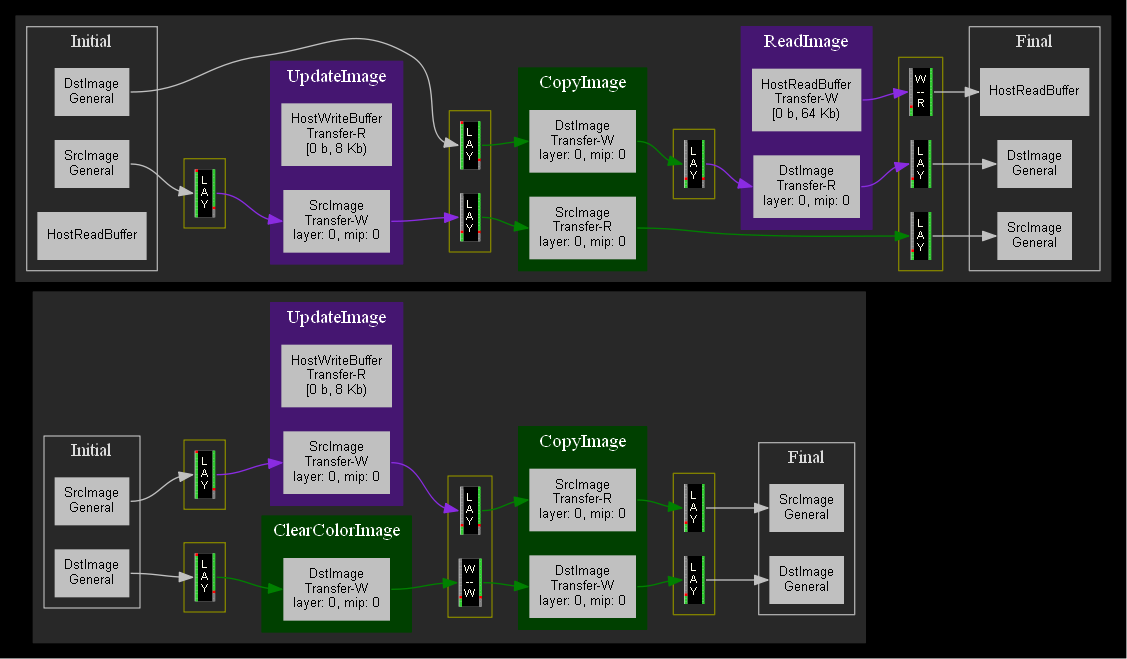 Initial
DstImage
General
SrcImage
General
HostReadBuffer
L
A
Y
UpdateImage
HostWriteBuffer
Transfer-R
[0 b, 8 Kb)
SrcImage
Transfer-W
layer: 0, mip: 0
L
A
Y
L
A
Y
CopyImage
DstImage
Transfer-W
layer: 0, mip: 0
SrcImage
Transfer-R
layer: 0, mip: 0
L
A
Y
ReadImage
HostReadBuffer
Transfer-W
[0 b, 64 Kb)
DstImage
Transfer-R
layer: 0, mip: 0
W
--
R
L
A
Y
L
A
Y
Final
HostReadBuffer
DstImage
General
SrcImage
General
Initial
SrcImage
General
DstImage
General
L
A
Y
L
A
Y
UpdateImage
HostWriteBuffer
Transfer-R
[0 b, 8 Kb)
SrcImage
Transfer-W
layer: 0, mip: 0
ClearColorImage
DstImage
Transfer-W
layer: 0, mip: 0
L
A
Y
W
--
W
CopyImage
SrcImage
Transfer-R
layer: 0, mip: 0
DstImage
Transfer-W
layer: 0, mip: 0
L
A
Y
L
A
Y
Final
SrcImage
General
DstImage
General